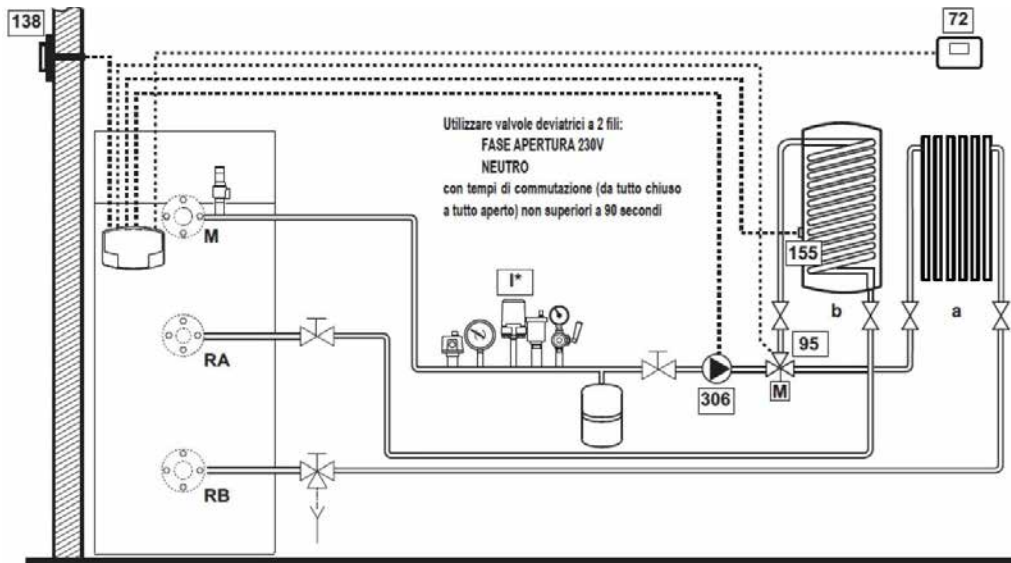 138
72
Utilizzare valvole deviatrici a 2 fili:
FASE APERTURA 230V
NEUTRO
con tempi di commutazione (da tutto chiuso
a tutto aperto) non superiori a 90 secondi
M
155
I*
b
a
RA
95
306
M
RB